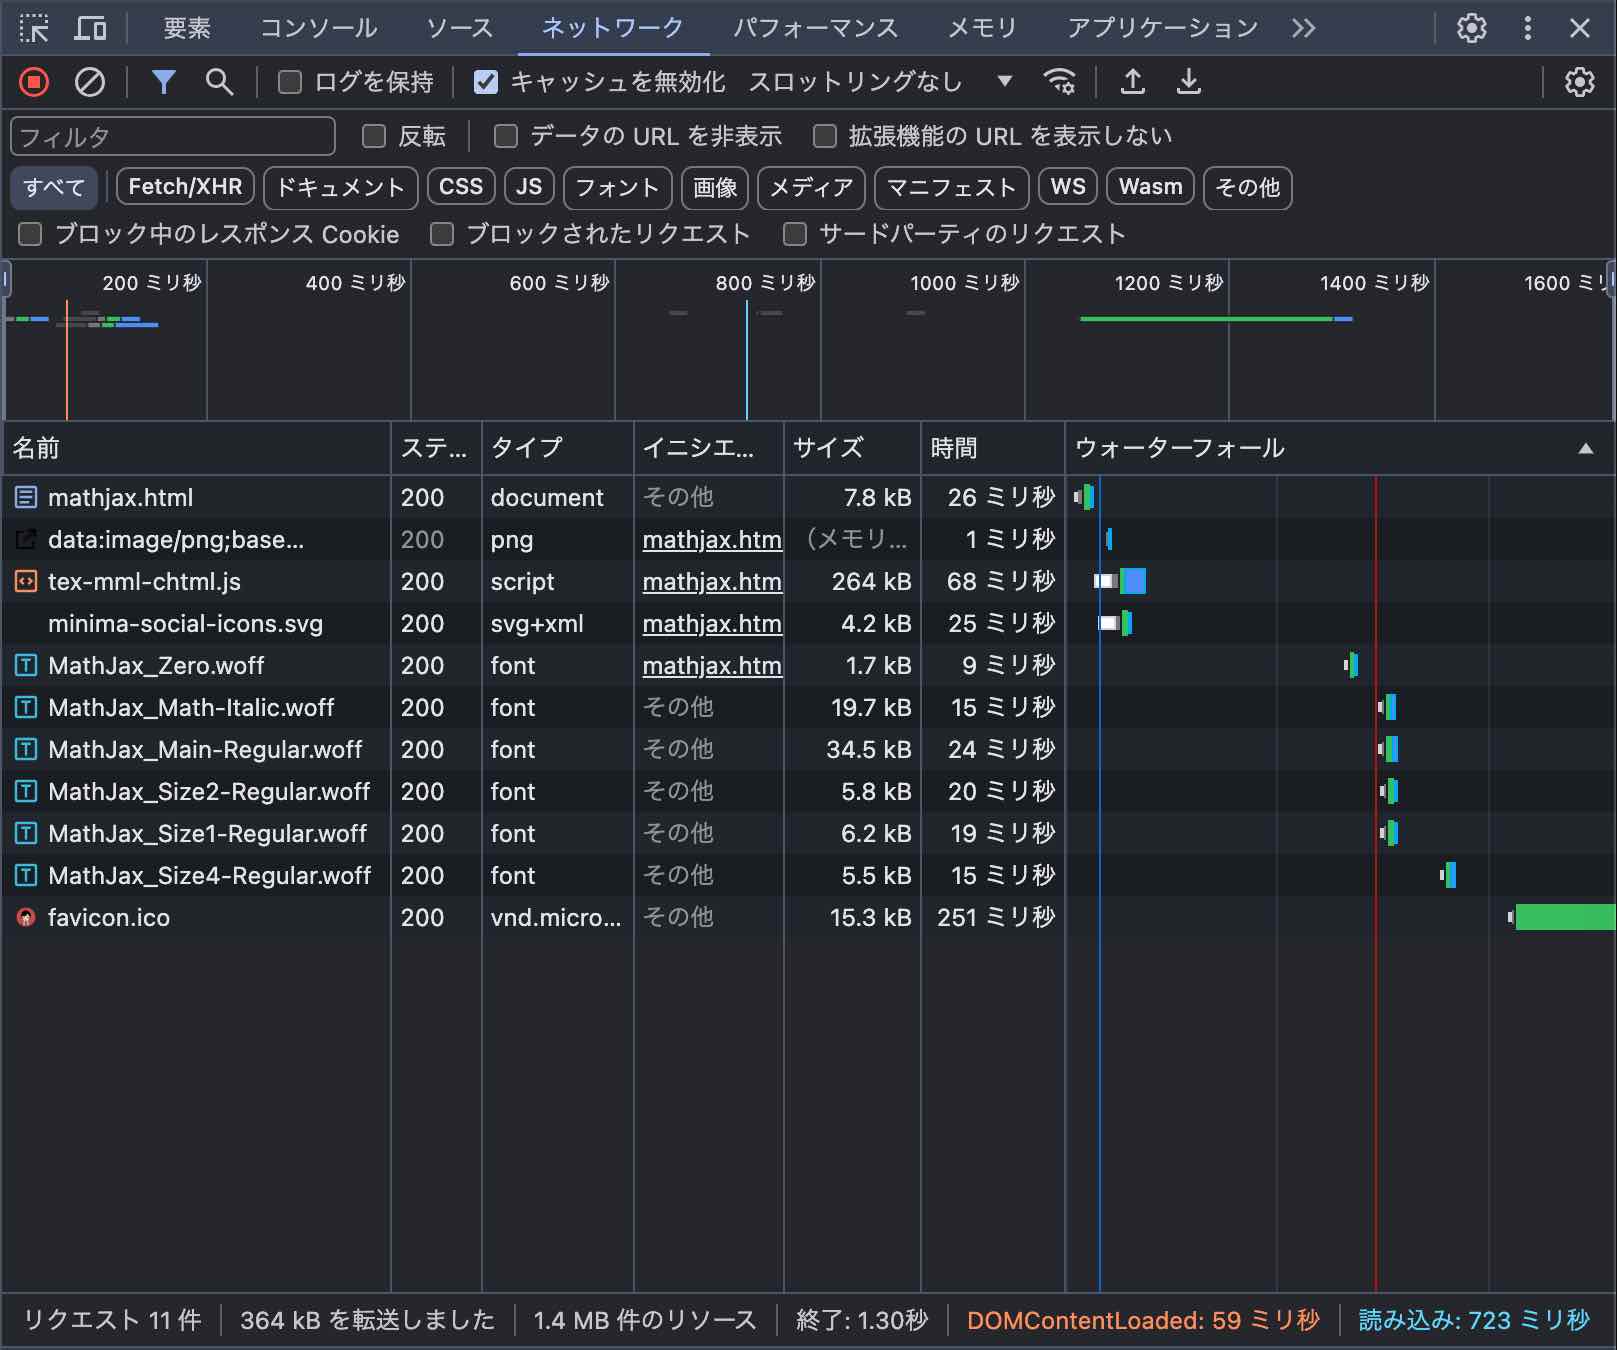 要素 コンソール ソース ネットワーク パフォーマンス メモリ アプリケーション
ログを保持 キャッシュを無効化 スロットリングなし
フィルタ 反転 データの URL を非表示 拡張機能の URL を表示しない
すべて Fetch/XHR ドキュメント CSS JS フォント 画像 メディア マニフェスト WS Wasm その他
ブロック中のレスポンス Cookie ブロックされたリクエスト サードパーティのリクエスト
200 ミリ秒 400 ミリ秒 600 ミリ秒 800 ミリ秒 1000 ミリ秒 1200 ミリ秒 1400 ミリ秒 1600 ミリ
名前 ステ... タイプ イニシエ... サイズ 時間 ウォーターフォール
mathjax.html 200 document その他 7.8 kB 26 ミリ秒
data:image/png;base... 200 png mathjax.htm (メモリ... 1 ミリ秒
tex-mml-chtml.js 200 script mathjax.htm 264 kB 68 ミリ秒
minima-social-icons.svg 200 svg+xml mathjax.htm 4.2 kB 25 ミリ秒
MathJax_Zero.woff 200 font mathjax.htm 1.7 kB 9 ミリ秒
MathJax_Math-Italic.woff 200 font その他 19.7 kB 15 ミリ秒
MathJax_Main-Regular.woff 200 font その他 34.5 kB 24 ミリ秒
MathJax_Size2-Regular.woff 200 font その他 5.8 kB 20 ミリ秒
MathJax_Size1-Regular.woff 200 font その他 6.2 kB 19 ミリ秒
MathJax_Size4-Regular.woff 200 font その他 5.5 kB 15 ミリ秒
favicon.ico 200 vnd.micro... その他 15.3 kB 251 ミリ秒
リクエスト 11 件 364 kB を転送しました 1.4 MB 件のリソース 終了: 1.30秒 DOMContentLoaded: 59 ミリ秒 読み込み: 723 ミリ秒